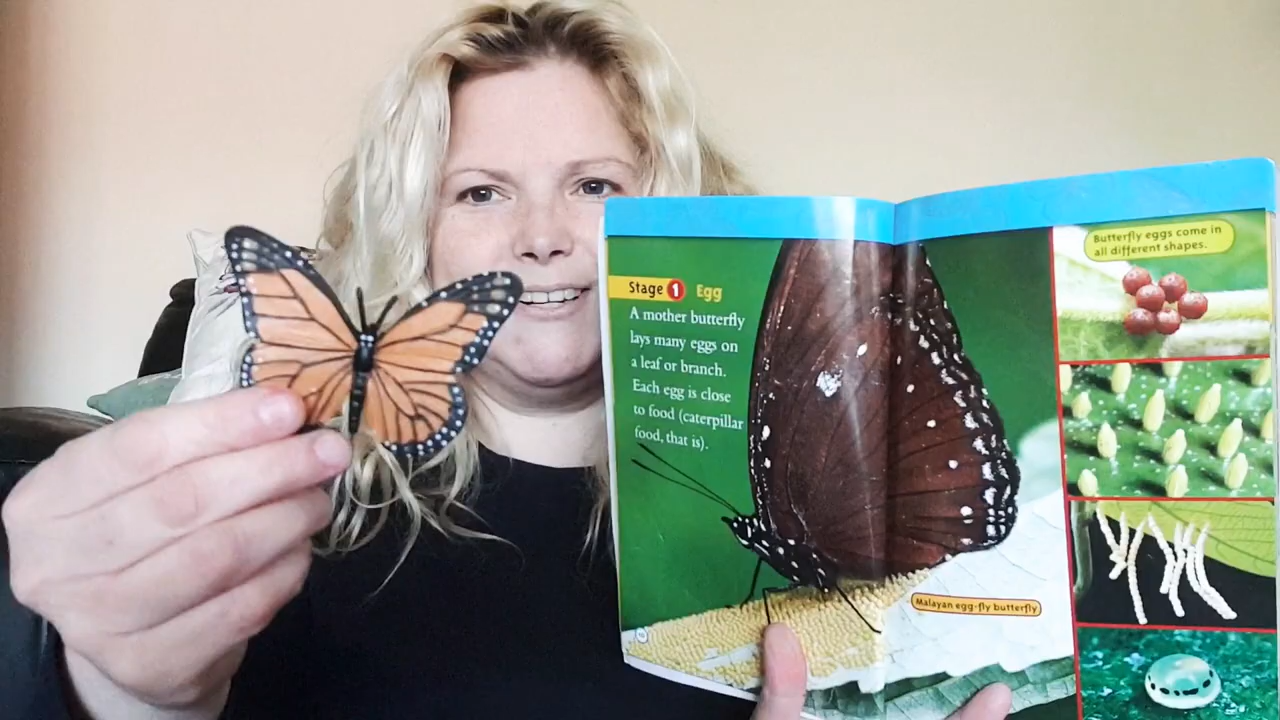 Stage 1 Egg
A mother butterfly
lays many eggs on
a leaf or branch.
Each egg is close
to food (caterpillar
food, that is).
Malayan egg-fly butterfly
Butterfly eggs come in
all different shapes.